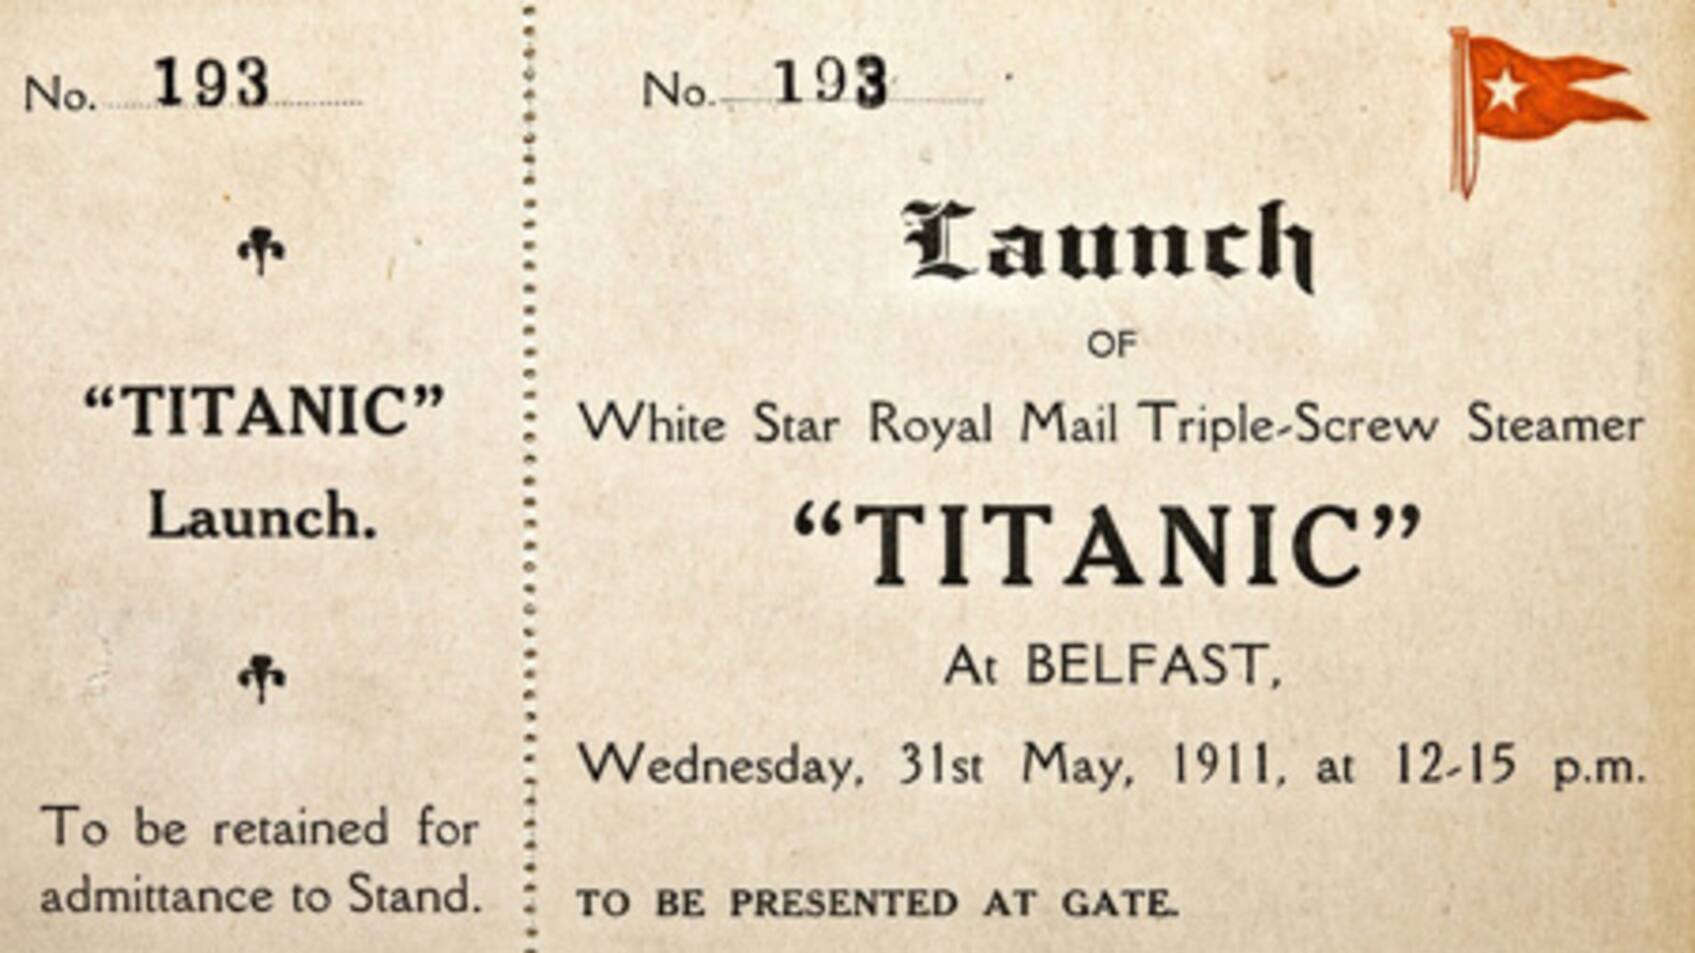 No. 193
"TITANIC"
Launch.
To be retained for
admittance to Stand.
No. 193
Launch
OF
White Star Royal Mail Triple-Screw Steamer
"TITANIC"
At BELFAST,
Wednesday, 31st May, 1911, at 12-15 p.m.
TO BE PRESENTED AT GATE.